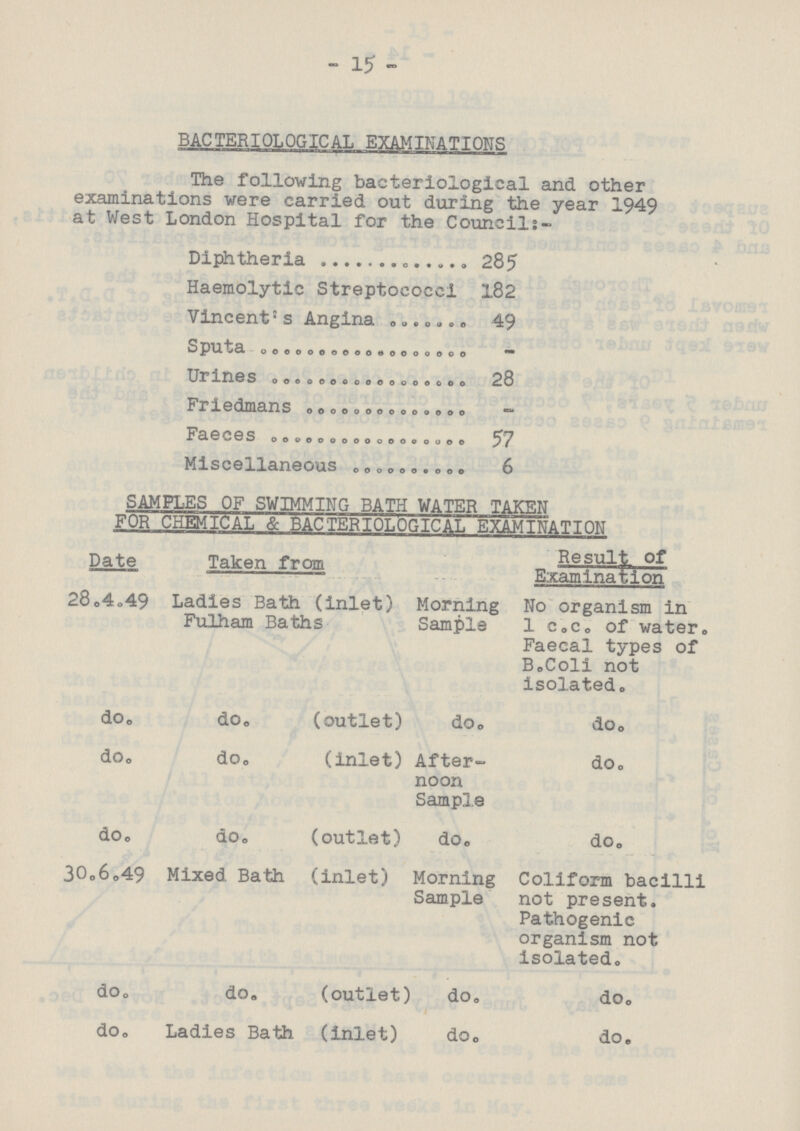 - 15 -
BACTERIOLOGICAL EXAMINATIONS
The following bacteriological and other
examinations were carried out during the year 1949
at West London Hospital for the Council:-
Diphtheria ............. 285
Haemolytic Streptococci 182
Vincent's Angina ....... 49
Sputa .................. -
Urines ................. 28
Friedmans .............. -
Faeces ................. 57
Miscellaneous .......... 6
SAMPLES OF SWIMMING BATH WATER TAKEN
FOR CHEMICAL & BACTERIOLOGICAL EXAMINATION
Date Taken from Result of
Examination
28.4.49 Ladies Bath (inlet) Morning No organism in
Fulham Baths Sample 1 c.c. of water.
Faecal types of
B.Coli not
isolated.
do. do. (outlet) do. do.
do. do. (inlet) After- do.
noon
Sample
do. do. (outlet) do. do.
30.6.49 Mixed Bath (inlet) Morning Coliform bacilli
Sample not present.
Pathogenic
organism not
isolated.
do. do. (outlet) do. do.
do. Ladies Bath (inlet) do. do.